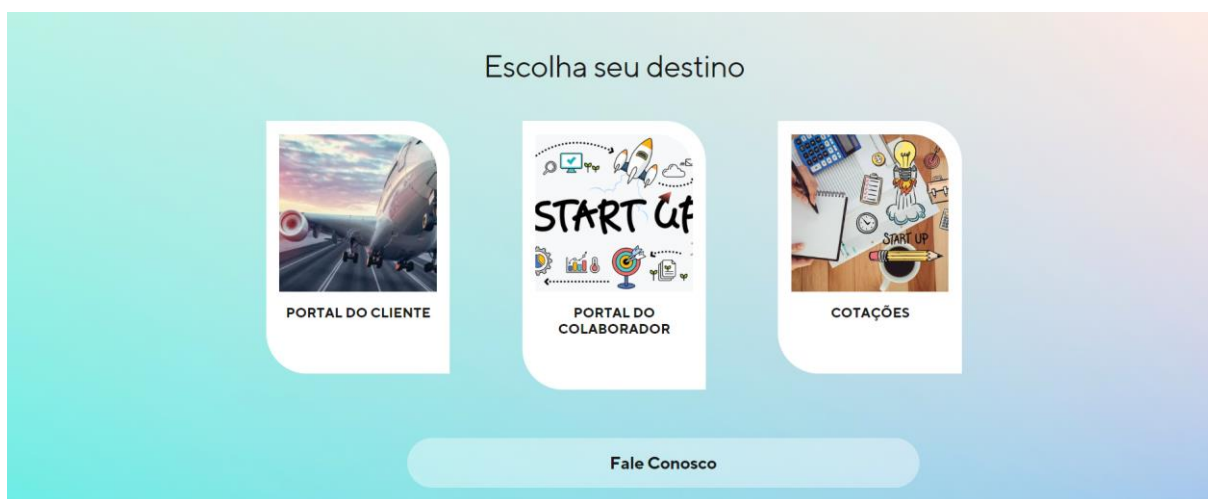 Escolha seu destino
START UP
START UP
PORTAL DO CLIENTE
PORTAL DO
COLABORADOR
COTAÇÕES
Fale Conosco